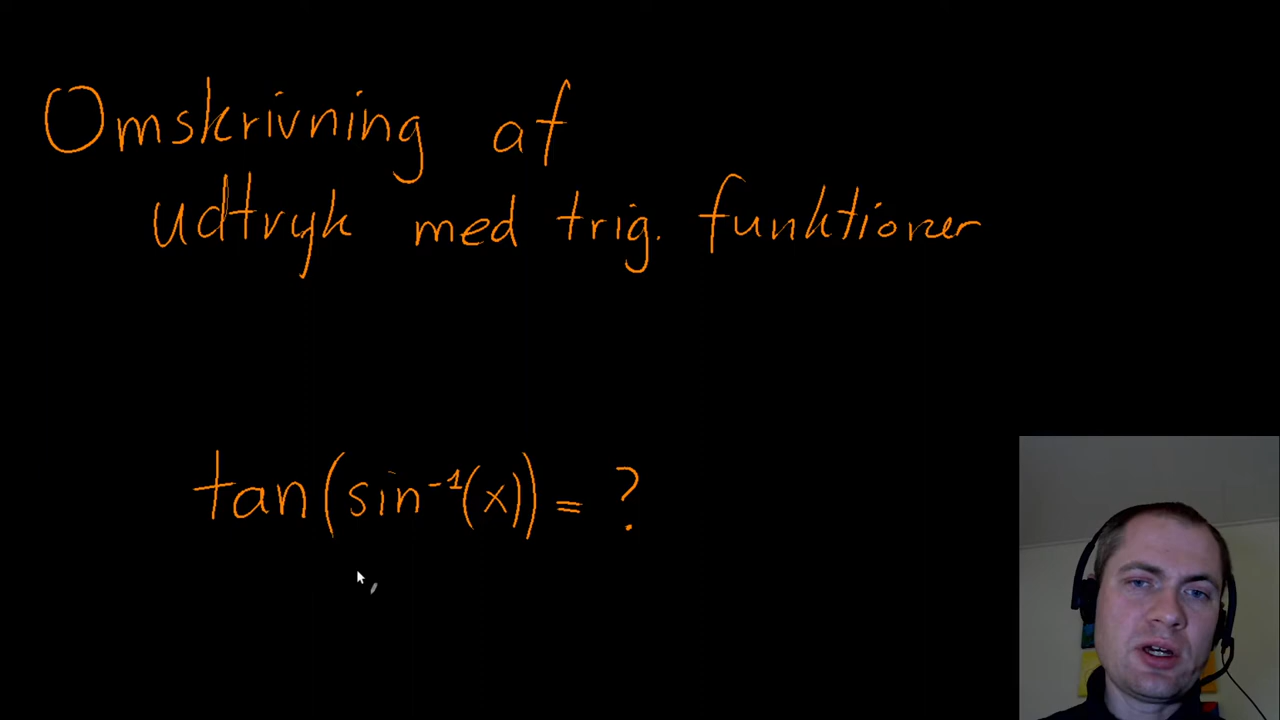 Omskrivning af
udtryk med trig. funktioner
tan(sin⁻¹(x)) = ?